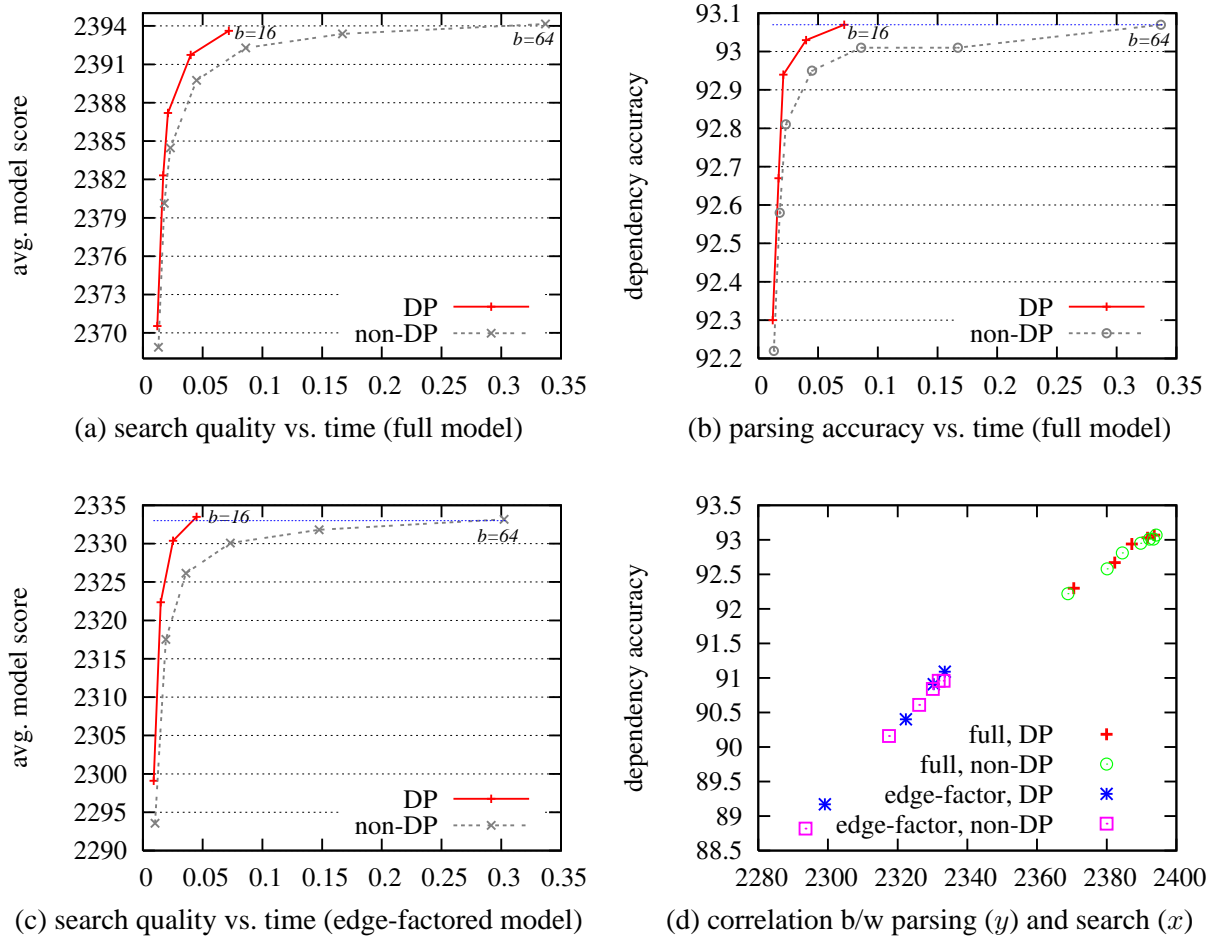 avg. model score
2394
2391
2388
2385
2382
2379
2376
2373
2370
b=16
b=64
DP
non-DP
0 0.05 0.1 0.15 0.2 0.25 0.3 0.35
(a) search quality vs. time (full model)
dependency accuracy
93.1
93
92.9
92.8
92.7
92.6
92.5
92.4
92.3
92.2
b=16
b=64
DP
non-DP
0 0.05 0.1 0.15 0.2 0.25 0.3 0.35
(b) parsing accuracy vs. time (full model)
avg. model score
2335
2330
2325
2320
2315
2310
2305
2300
2295
2290
b=16
b=64
DP
non-DP
0 0.05 0.1 0.15 0.2 0.25 0.3 0.35
(c) search quality vs. time (edge-factored model)
dependency accuracy
93.5
93
92.5
92
91.5
91
90.5
90
89.5
89
88.5
full, DP
full, non-DP
edge-factor, DP
edge-factor, non-DP
2280 2300 2320 2340 2360 2380 2400
(d) correlation b/w parsing (y) and search (x)